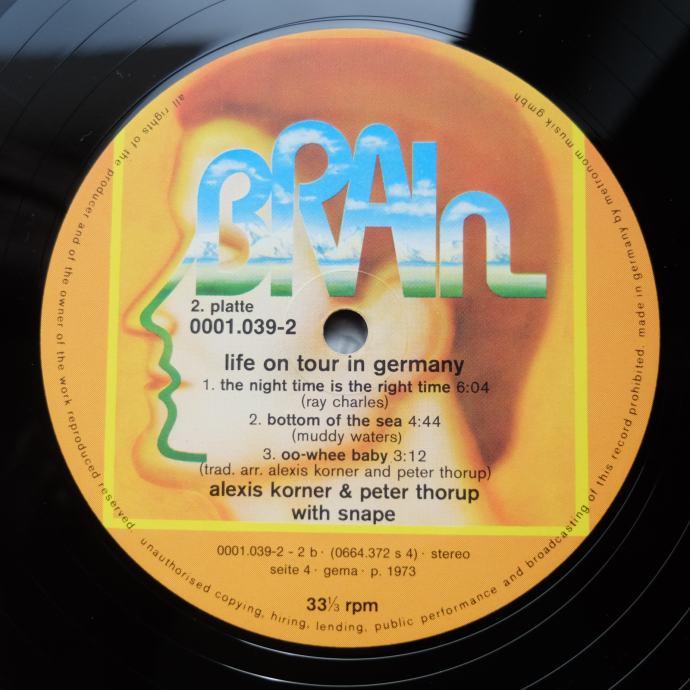 BRAIn
2. platte
0001.039-2
life on tour in germany
1. the night time is the right time 6:04
(ray charles)
2. bottom of the sea 4:44
(muddy waters)
3. oo-whee baby 3:12
(trad. arr. alexis korner and peter thorup)
alexis korner & peter thorup
with snape
0001.039-2 - 2 b · (0664.372 s 4) · stereo
seite 4 · gema · p. 1973
33⅓ rpm
all rights of the producer and of the owner of the work reproduced reserved. unauthorised copying, hiring, lending, public performance and broadcasting of this record prohibited. made in germany by metronom musik gmbh